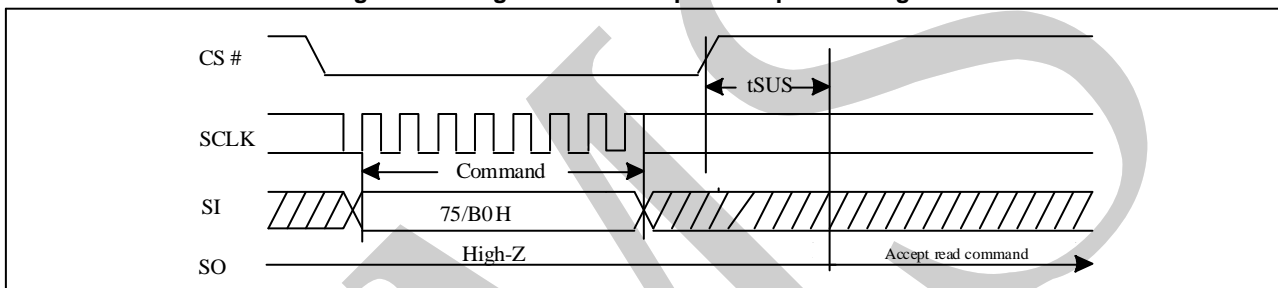 CS #
tSUS
SCLK
Command
SI
75/B0H
High-Z
SO
Accept read command